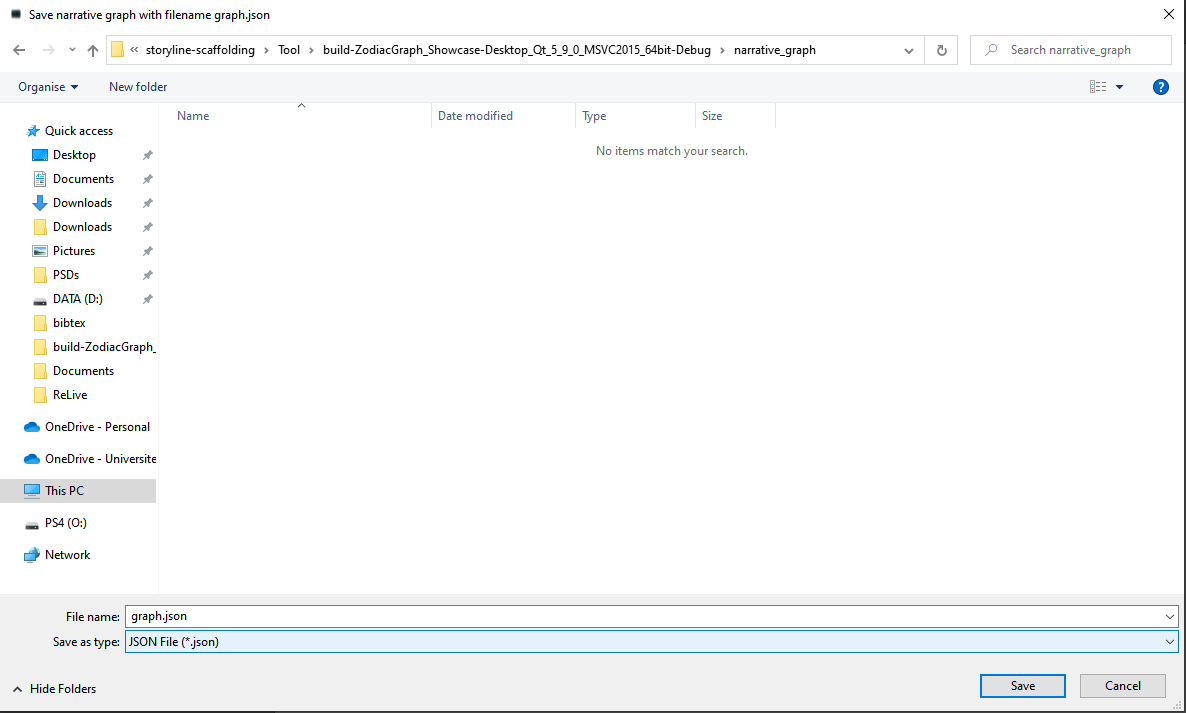 Save narrative graph with filename graph.json
« storyline-scaffolding › Tool › build-ZodiacGraph_Showcase-Desktop_Qt_5_9_0_MSVC2015_64bit-Debug › narrative_graph
Search narrative_graph
Organise New folder
Name Date modified Type Size
No items match your search.
Quick access
Desktop
Documents
Downloads
Downloads
Pictures
PSDs
DATA (D:)
bibtex
build-ZodiacGraph_
Documents
ReLive
OneDrive - Personal
OneDrive - Universite
This PC
PS4 (O:)
Network
File name: graph.json
Save as type: JSON File (*.json)
Hide Folders
Save Cancel